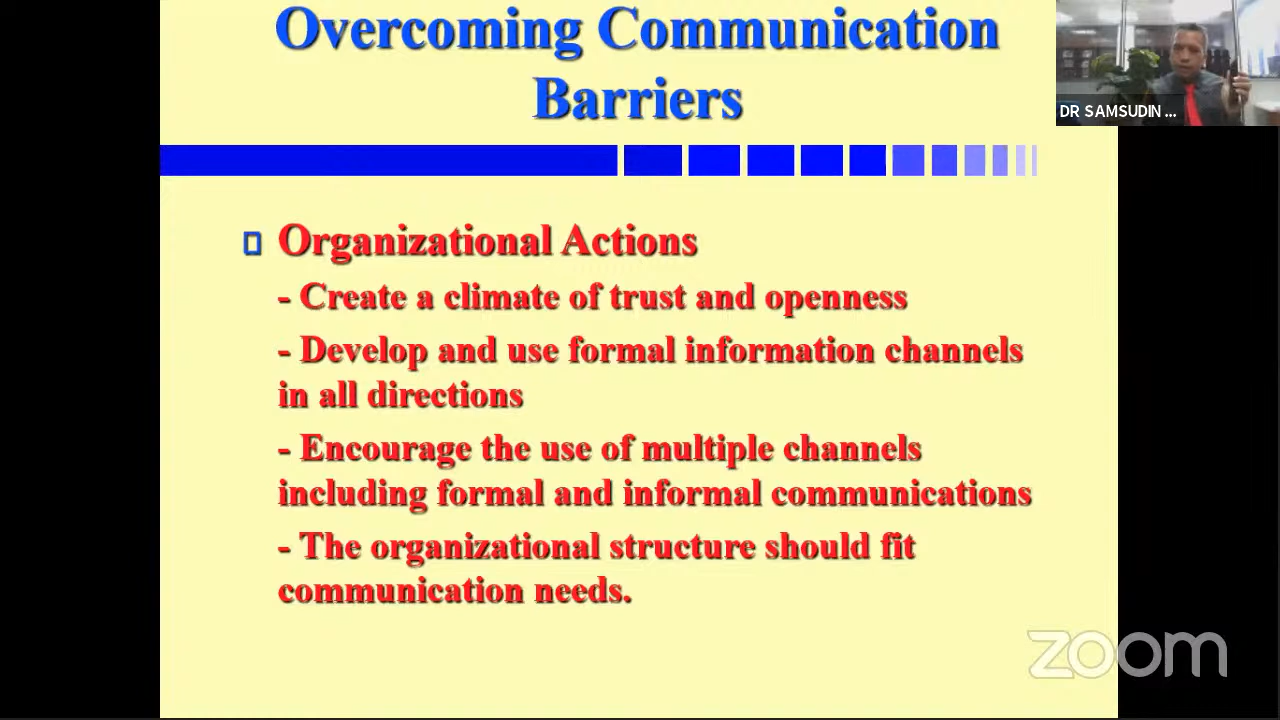 Overcoming Communication
Barriers
DR SAMSUDIN ...
Organizational Actions
- Create a climate of trust and openness
- Develop and use formal information channels
in all directions
- Encourage the use of multiple channels
including formal and informal communications
- The organizational structure should fit
communication needs.
zoom